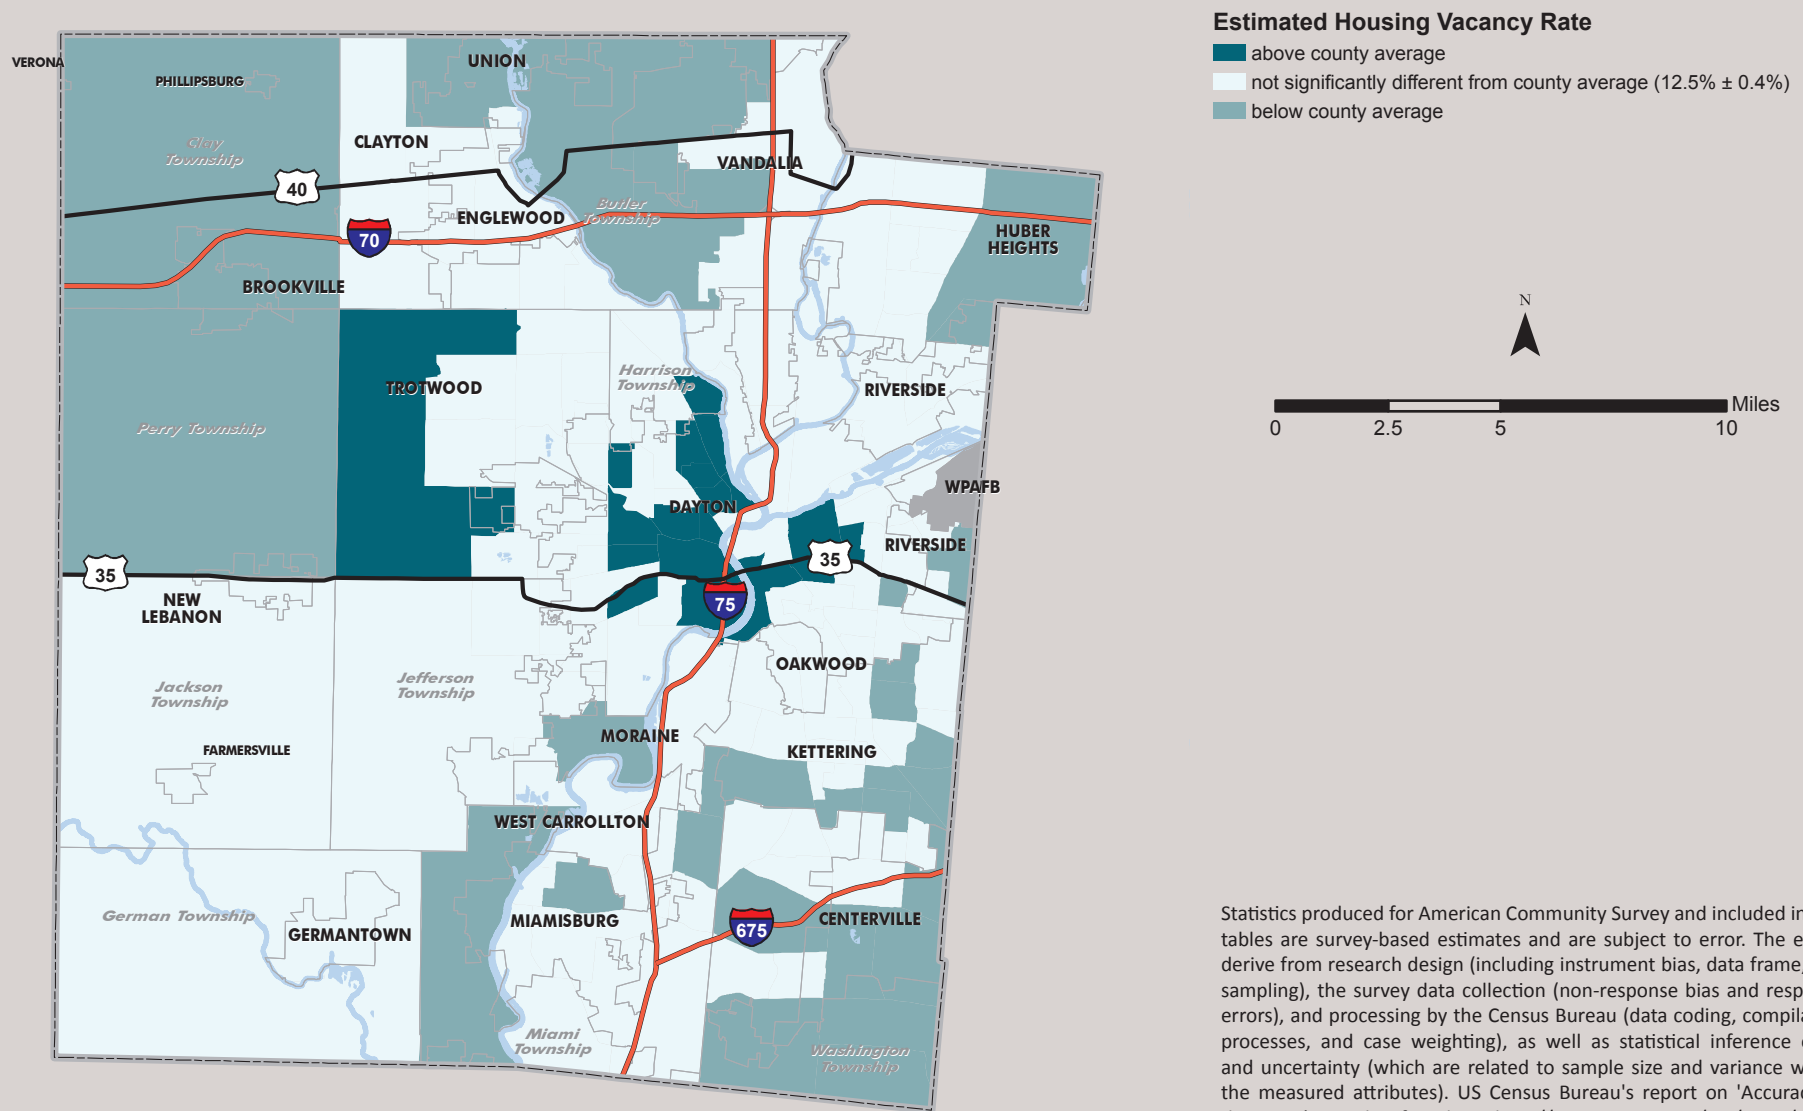 Estimated Housing Vacancy Rate
above county average
not significantly different from county average (12.5% ± 0.4%)
below county average
VERONA
PHILLIPSBURG
UNION
Clay
Township
CLAYTON
VANDALIA
40
ENGLEWOOD
Butler
Township
70
HUBER
HEIGHTS
BROOKVILLE
N
TROTWOOD
Harrison
Township
RIVERSIDE
Miles
0 2.5 5 10
Perry Township
WPAFB
DAYTON
RIVERSIDE
35
35
75
NEW
LEBANON
OAKWOOD
Jackson
Township
Jefferson
Township
MORAINE
FARMERSVILLE
KETTERING
WEST CARROLLTON
German Township
GERMANTOWN
MIAMISBURG
675
CENTERVILLE
Miami
Township
Washington
Township
Statistics produced for American Community Survey and included in
tables are survey-based estimates and are subject to error. The e
derive from research design (including instrument bias, data frame,
sampling), the survey data collection (non-response bias and resp
errors), and processing by the Census Bureau (data coding, compila
processes, and case weighting), as well as statistical inference
and uncertainty (which are related to sample size and variance w
the measured attributes). US Census Bureau's report on 'Accurac